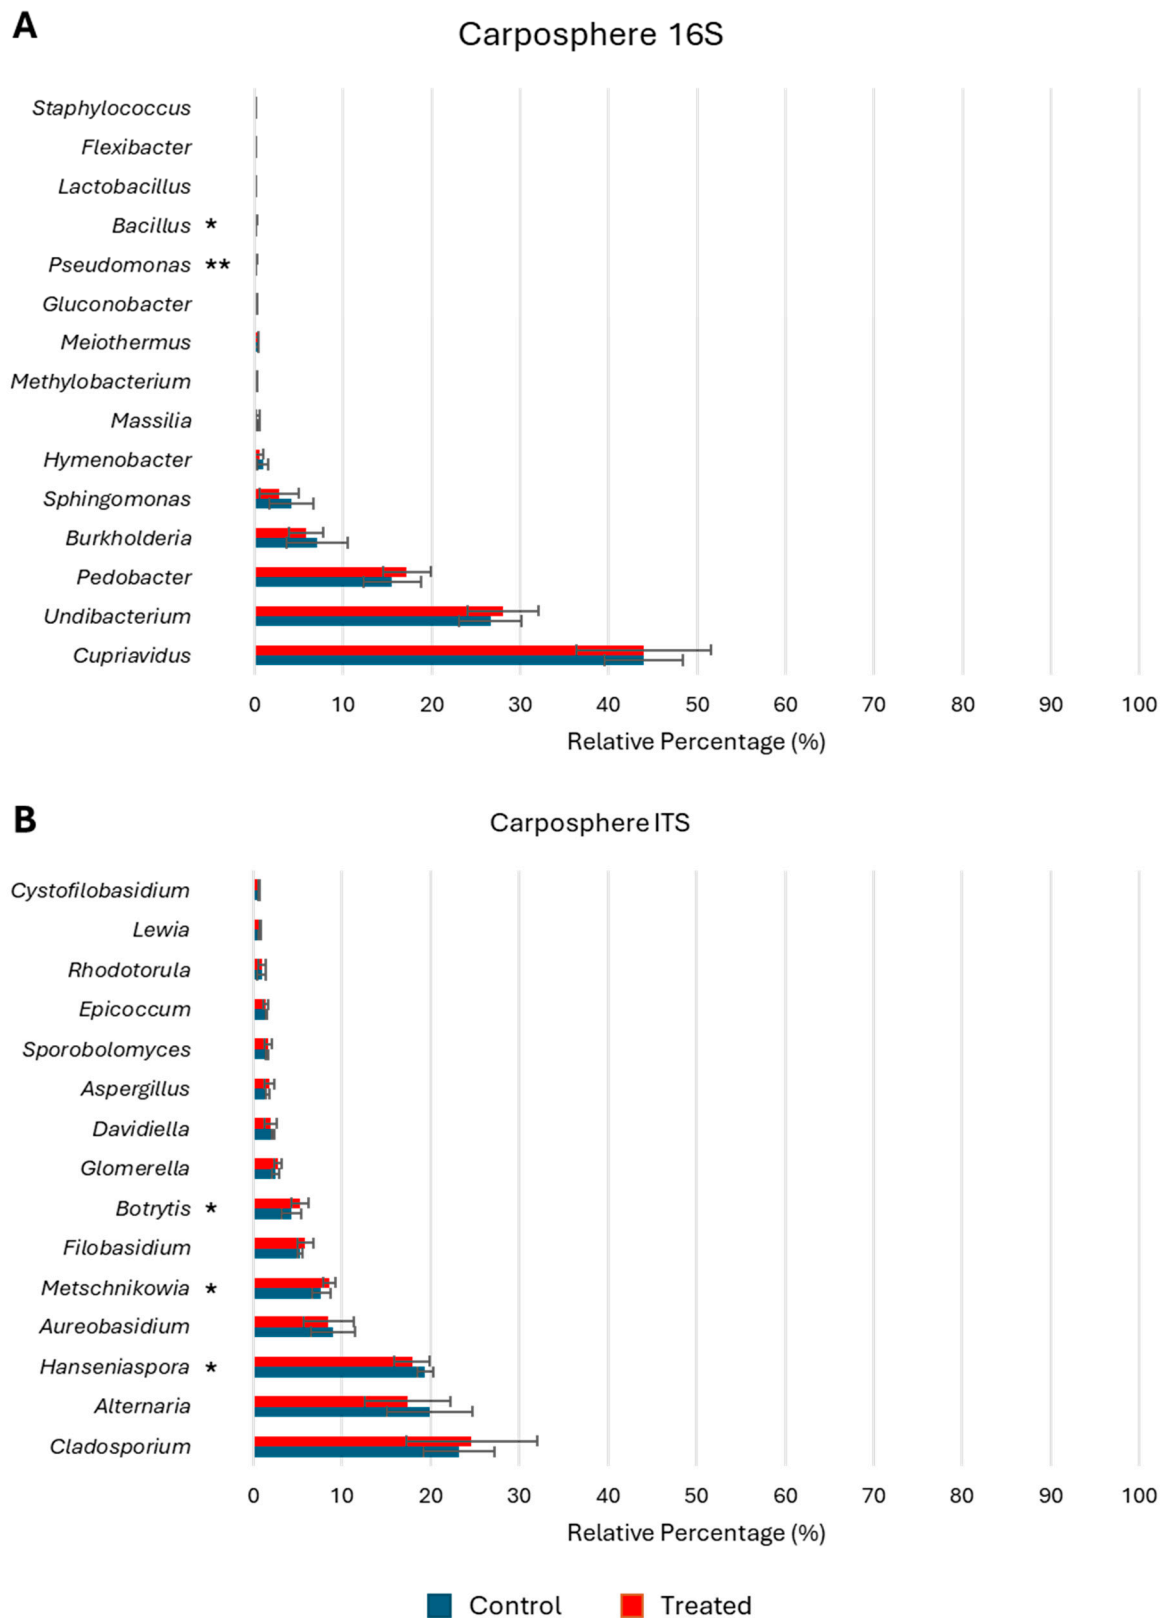 A
Carposphere 16S
Staphylococcus
Flexibacter
Lactobacillus
Bacillus *
Pseudomonas **
Gluconobacter
Meiothermus
Methylobacterium
Massilia
Hymenobacter
Sphingomonas
Burkholderia
Pedobacter
Undibacterium
Cupriavidus
0 10 20 30 40 50 60 70 80 90 100
Relative Percentage (%)
B
Carposphere ITS
Cystofilobasidium
Lewia
Rhodotorula
Epicoccum
Sporobolomyces
Aspergillus
Davidiella
Glomerella
Botrytis *
Filobasidium
Metschnikowia *
Aureobasidium
Hanseniaspora *
Alternaria
Cladosporium
0 10 20 30 40 50 60 70 80 90 100
Relative Percentage (%)
Control Treated